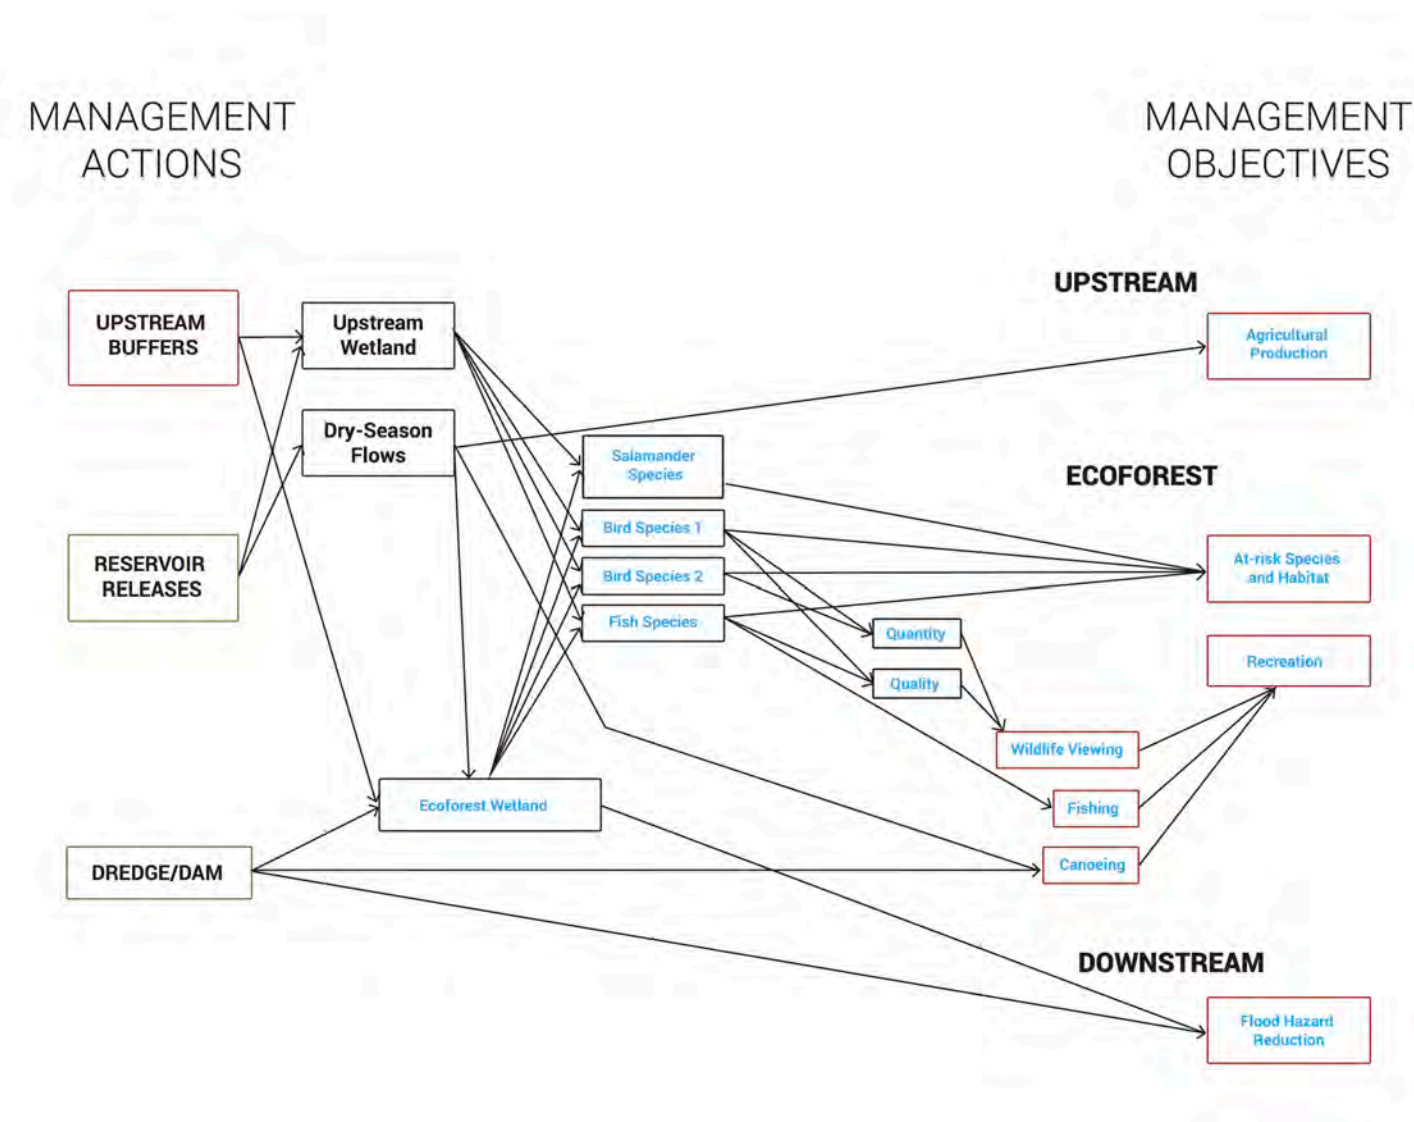 MANAGEMENT
ACTIONS
MANAGEMENT
OBJECTIVES
UPSTREAM
UPSTREAM
BUFFERS
Upstream
Wetland
Agricultural
Production
Dry-Season
Flows
Salamander
Species
ECOFOREST
Bird Species 1
RESERVOIR
RELEASES
Bird Species 2
At-risk Species
and Habitat
Fish Species
Quantity
Recreation
Quality
Wildlife Viewing
Ecoforest Wetland
Fishing
DREDGE/DAM
Canoeing
DOWNSTREAM
Flood Hazard
Reduction